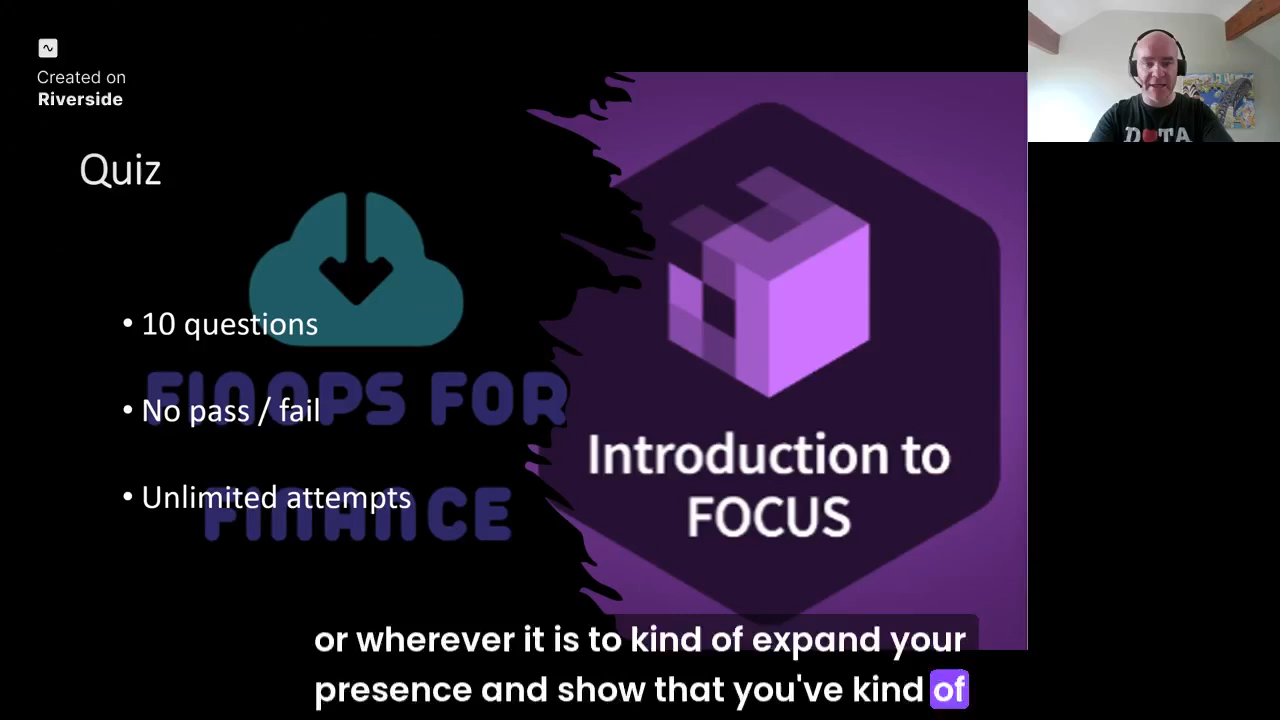 Created on
Riverside
Quiz
• 10 questions
• No pass / fail
• Unlimited attempts
FINOPS FOR
FINANCE
Introduction to
FOCUS
DATA
or wherever it is to kind of expand your
presence and show that you've kind of